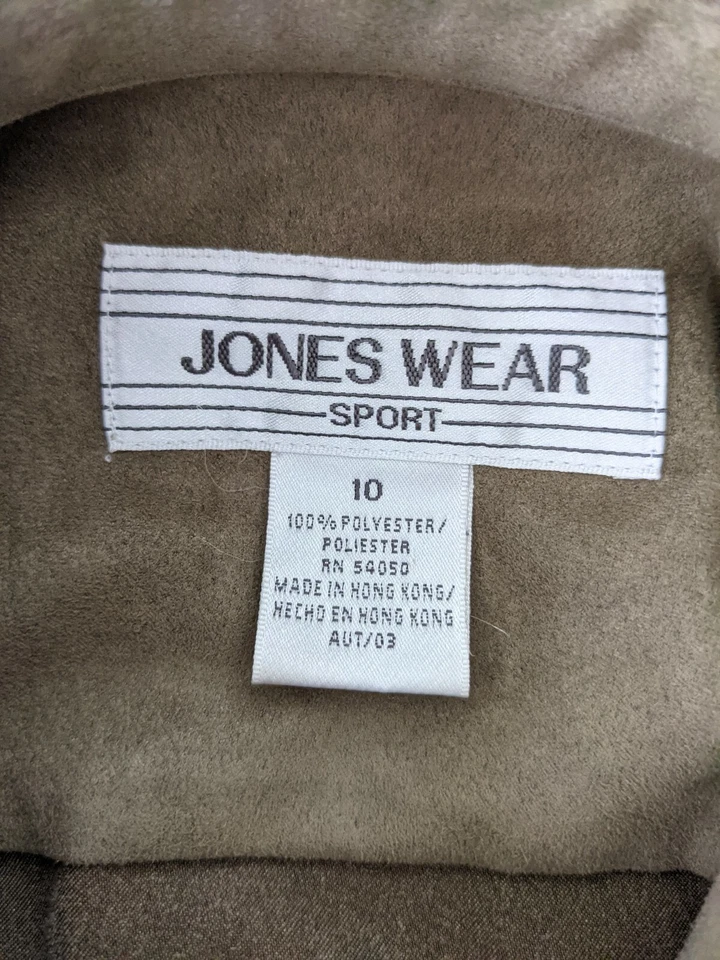 JONES WEAR
SPORT
10
100% POLYESTER/
POLIESTER
RN 54050
MADE IN HONG KONG/
HECHO EN HONG KONG
AUT/03